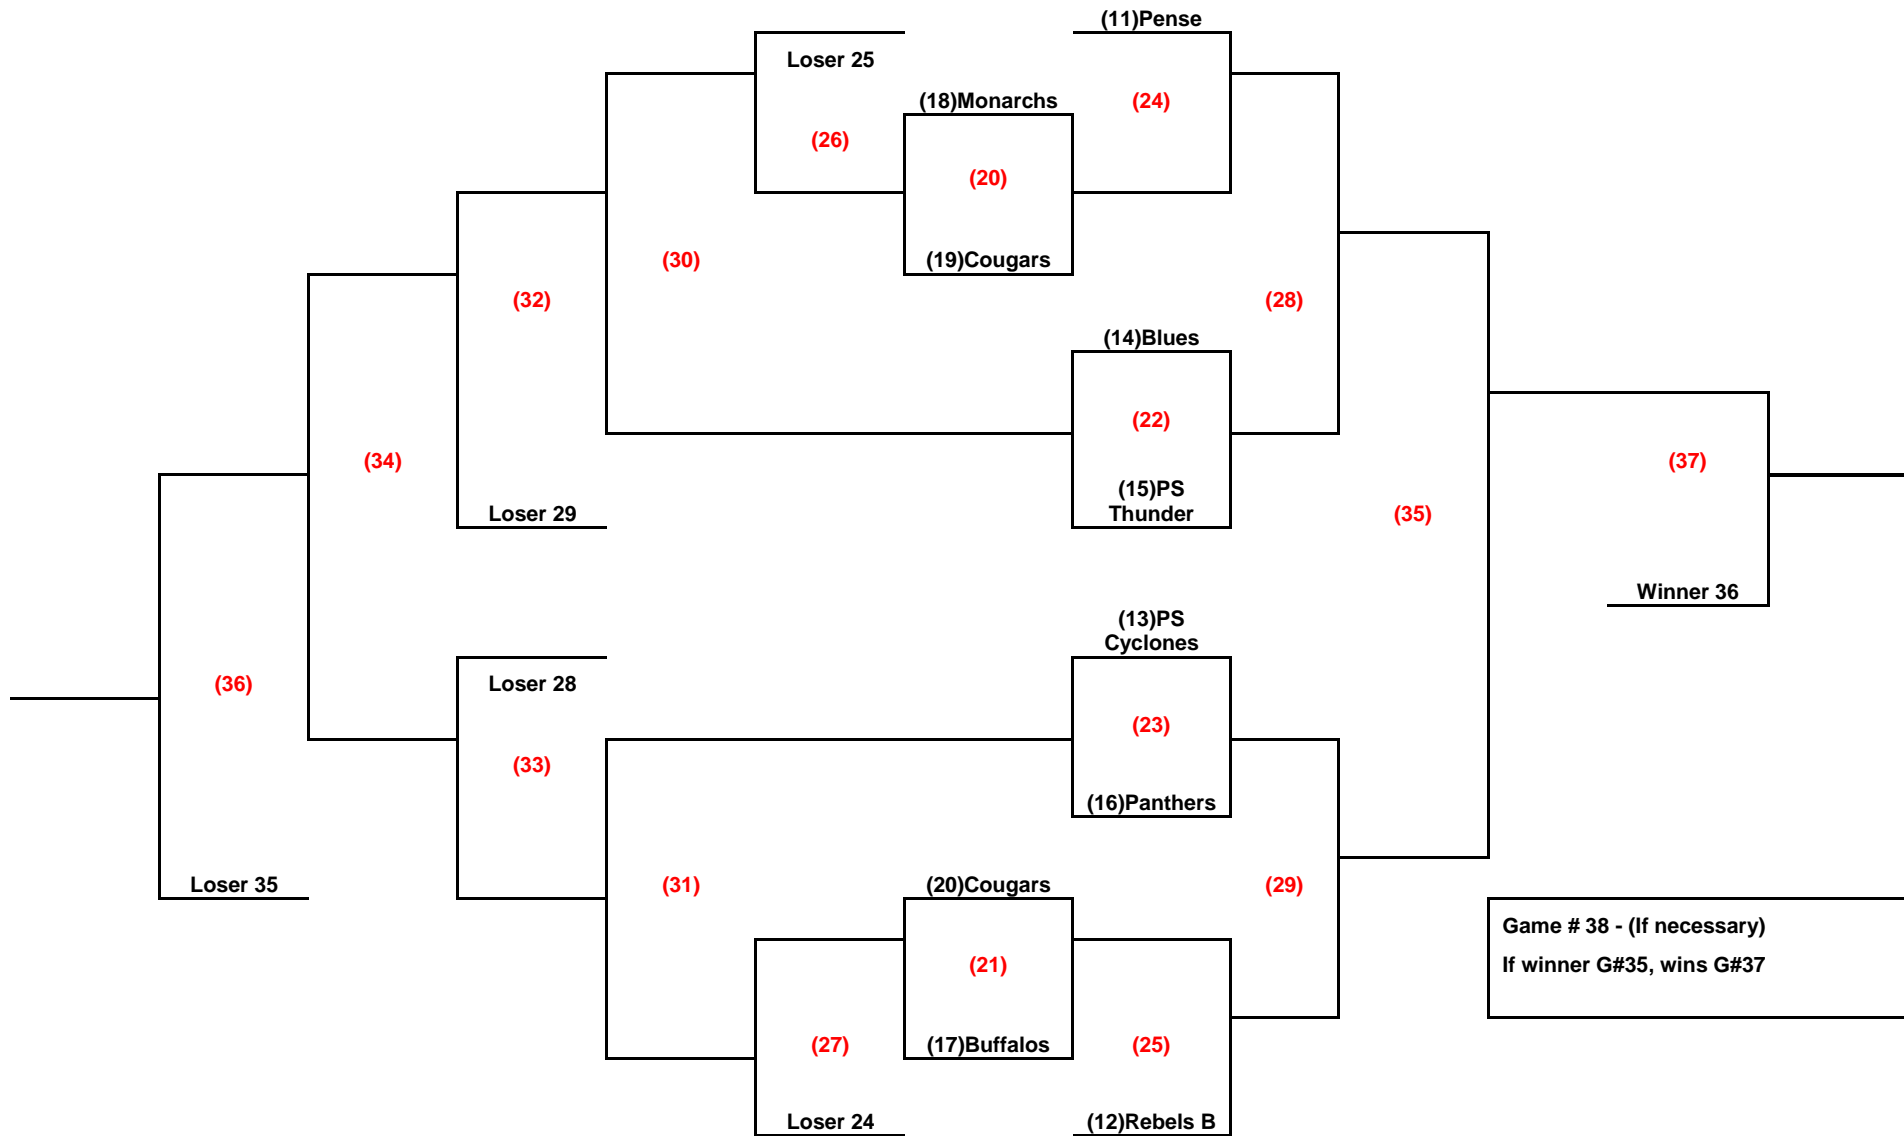 (11)Pense
Loser 25
(18)Monarchs
(24)
(26)
(20)
(19)Cougars
(30)
(32)
(28)
(14)Blues
(22)
(34)
(37)
(15)PS
Thunder
Loser 29
(35)
Winner 36
(13)PS
Cyclones
(36)
Loser 28
(23)
(33)
(16)Panthers
Loser 35
(31)
(20)Cougars
(29)
Game # 38 - (If necessary)
(21)
If winner G#35, wins G#37
(27)
(17)Buffalos
(25)
Loser 24
(12)Rebels B